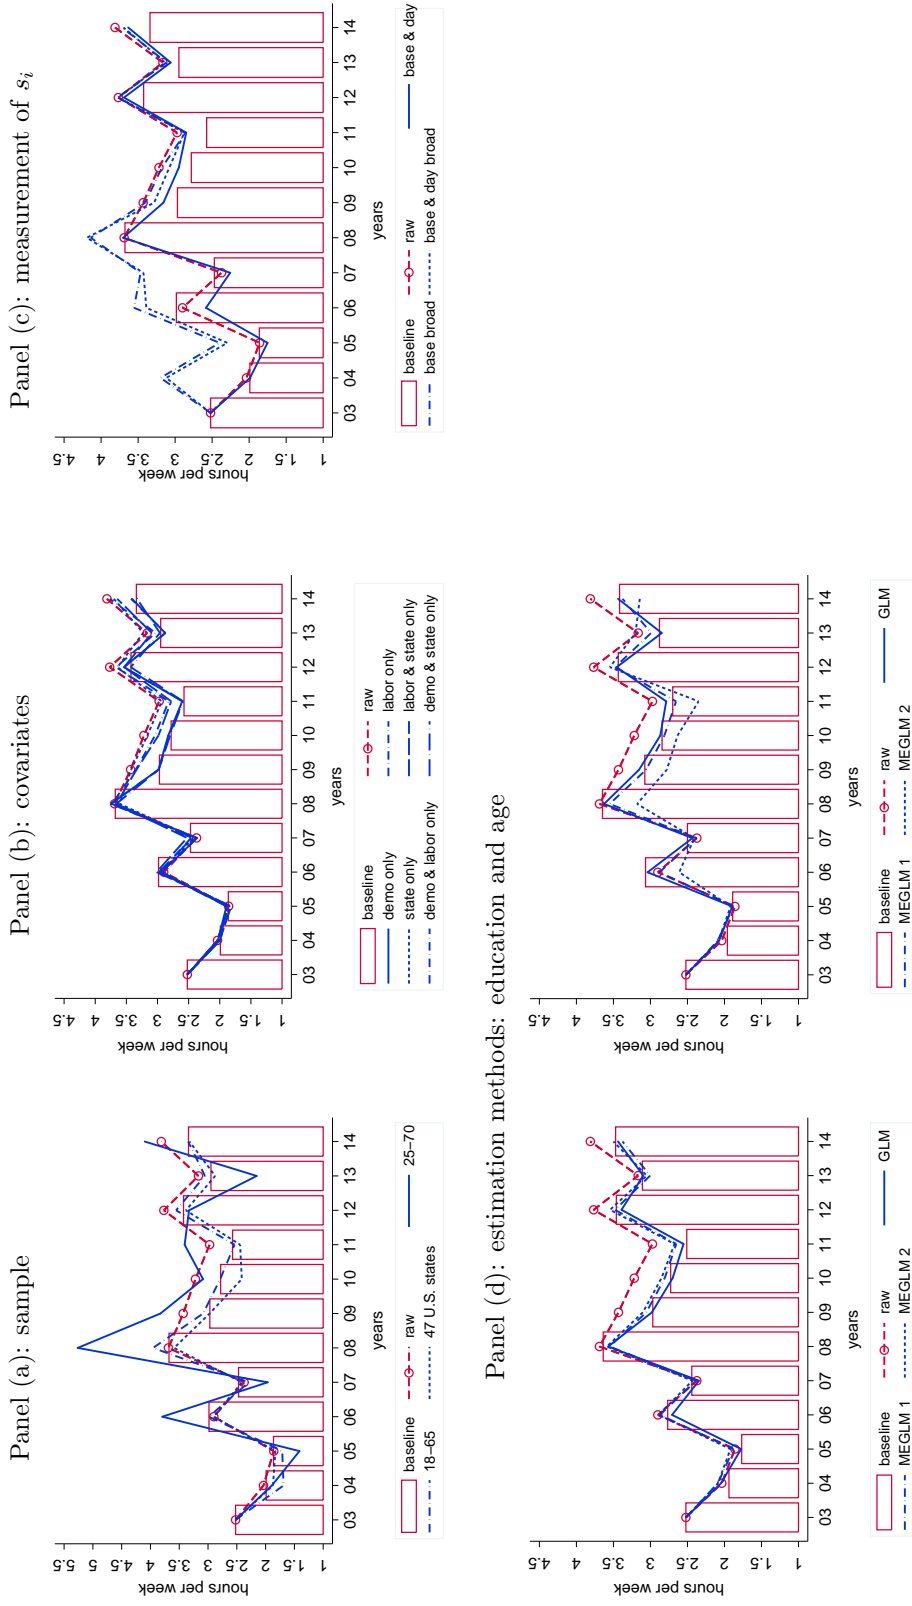 Panel (a): sample
5.5
5
4.5
4
3.5
3
2.5
2
1.5
1
hours per week
03 04 05 06 07 08 09 10 11 12 13 14
years
baseline raw 25–70
18–65 47 U.S. states
Panel (b): covariates
4.5
4
3.5
3
2.5
2
1.5
1
hours per week
03 04 05 06 07 08 09 10 11 12 13 14
years
baseline raw
demo only labor only
state only labor & state only
demo & labor only demo & state only
Panel (c): measurement of sᵢ
4.5
4
3.5
3
2.5
2
1.5
1
hours per week
03 04 05 06 07 08 09 10 11 12 13 14
years
baseline raw base & day
base broad base & day broad
Panel (d): estimation methods: education and age
4.5
4
3.5
3
2.5
2
1.5
1
hours per week
03 04 05 06 07 08 09 10 11 12 13 14
years
baseline raw GLM
MEGLM 1 MEGLM 2
4.5
4
3.5
3
2.5
2
1.5
1
hours per week
03 04 05 06 07 08 09 10 11 12 13 14
years
baseline raw GLM
MEGLM 1 MEGLM 2